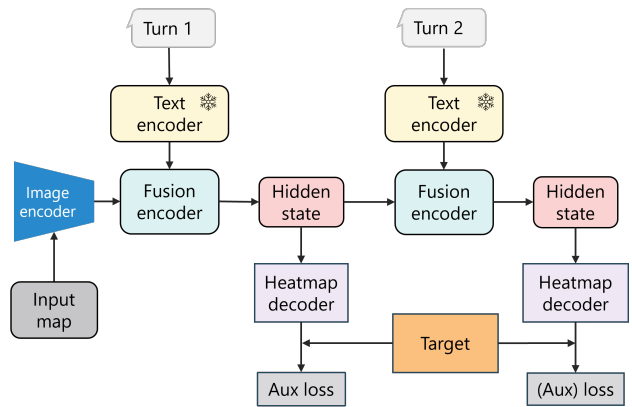 Turn 1
Turn 2
Text
encoder
Text
encoder
Image
encoder
Fusion
encoder
Hidden
state
Fusion
encoder
Hidden
state
Input
map
Heatmap
decoder
Heatmap
decoder
Target
Aux loss
(Aux) loss